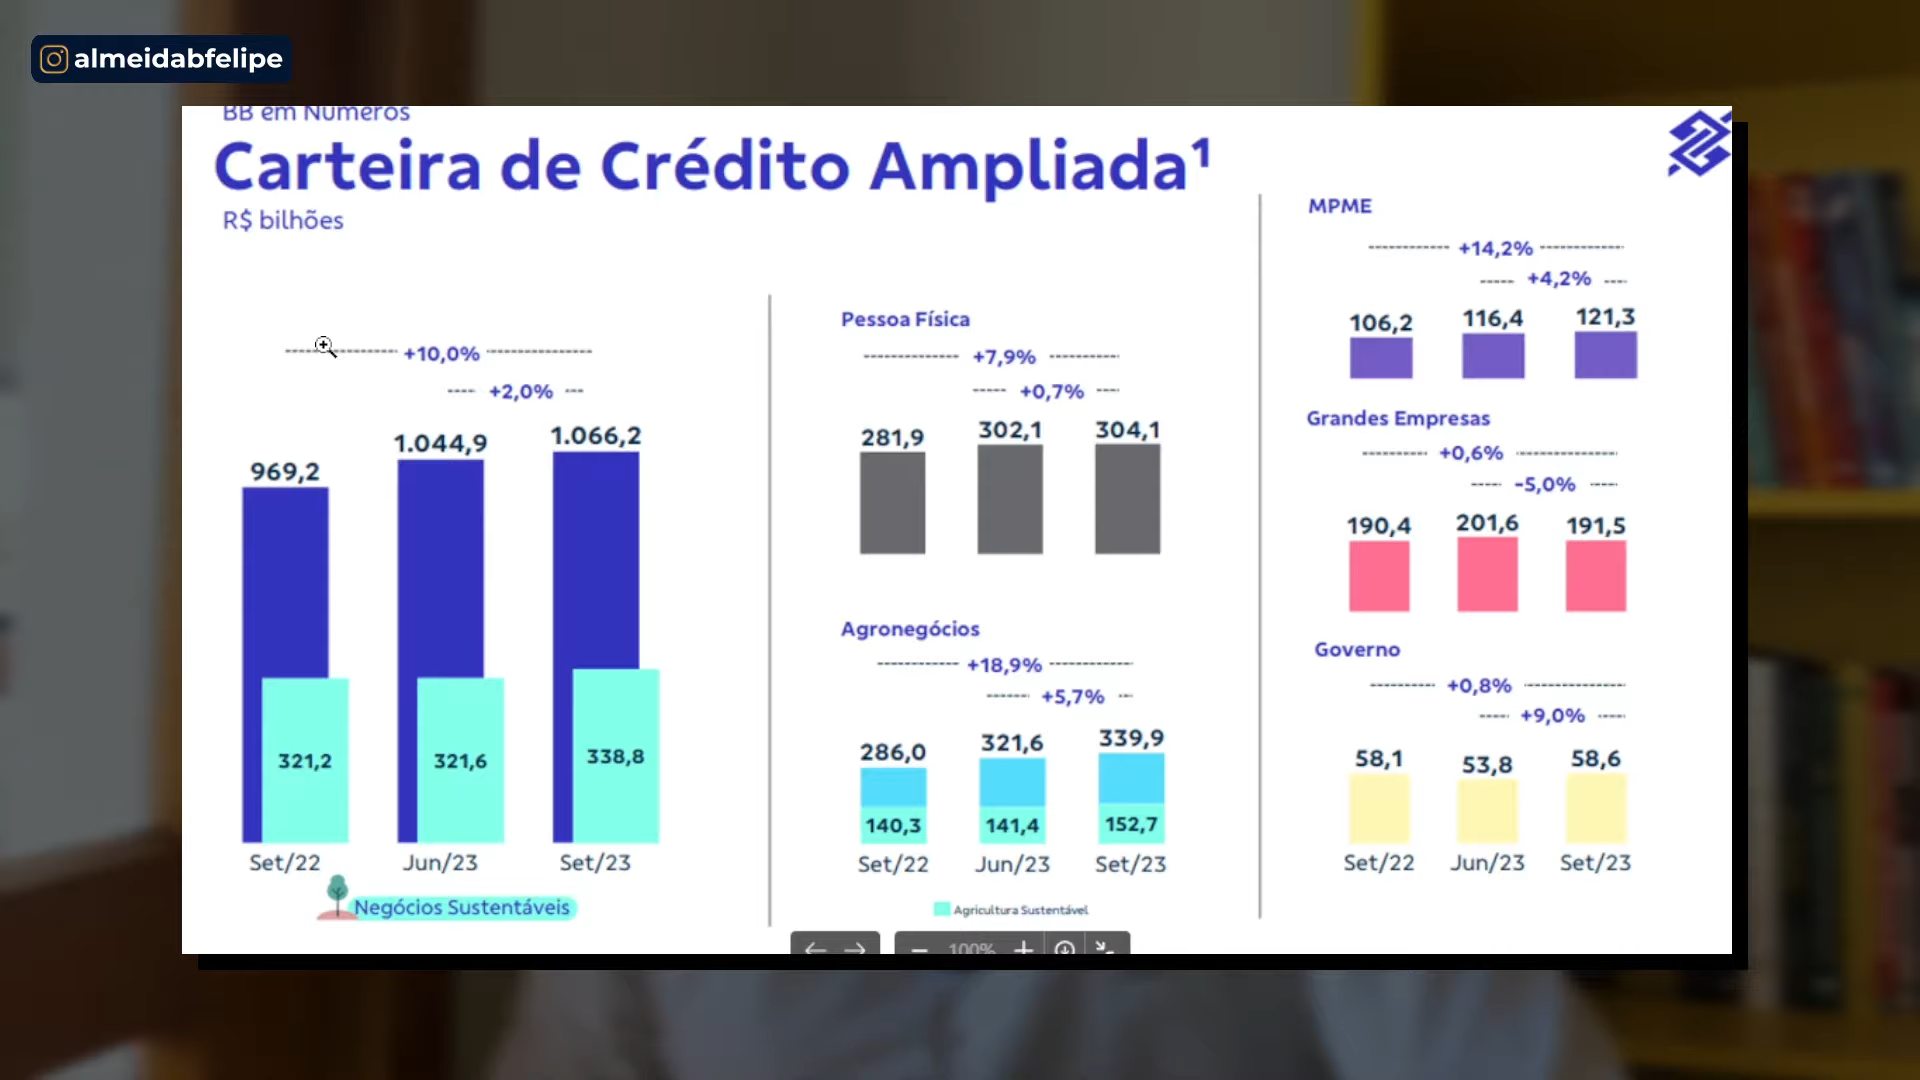 almeidabfelipe
BB em Números
Carteira de Crédito Ampliada¹
R$ bilhões
+10,0%
+2,0%
969,2
1.044,9
1.066,2
321,2
321,6
338,8
Set/22
Jun/23
Set/23
Negócios Sustentáveis
Pessoa Física
+7,9%
+0,7%
281,9
302,1
304,1
Agronegócios
+18,9%
+5,7%
286,0
321,6
339,9
140,3
141,4
152,7
Set/22
Jun/23
Set/23
Agricultura Sustentável
MPME
+14,2%
+4,2%
106,2
116,4
121,3
Grandes Empresas
+0,6%
-5,0%
190,4
201,6
191,5
Governo
+0,8%
+9,0%
58,1
53,8
58,6
Set/22
Jun/23
Set/23
100%